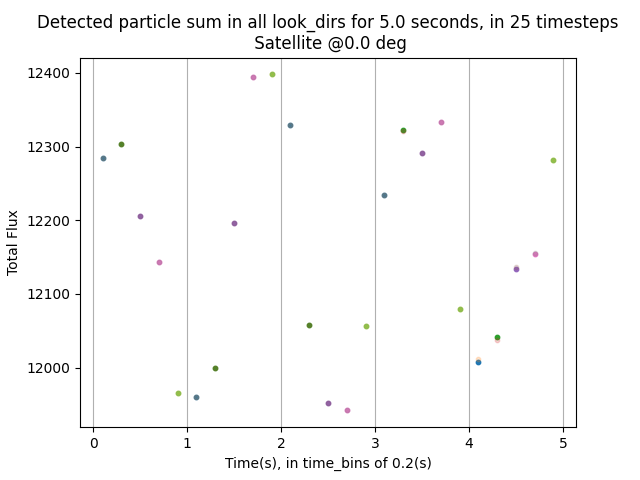 Detected particle sum in all look_dirs for 5.0 seconds, in 25 timesteps
Satellite @0.0 deg
12400
12300
12200
12100
12000
Total Flux
0 1 2 3 4 5
Time(s), in time_bins of 0.2(s)